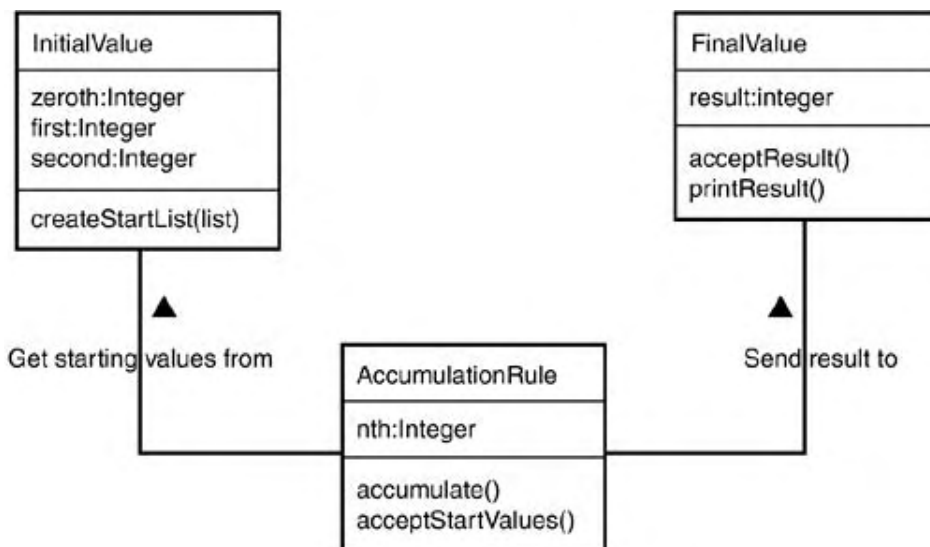 InitialValue
zeroth:Integer
first:Integer
second:Integer
createStartList(list)
FinalValue
result:integer
acceptResult()
printResult()
Get starting values from
Send result to
AccumulationRule
nth:Integer
accumulate()
acceptStartValues()